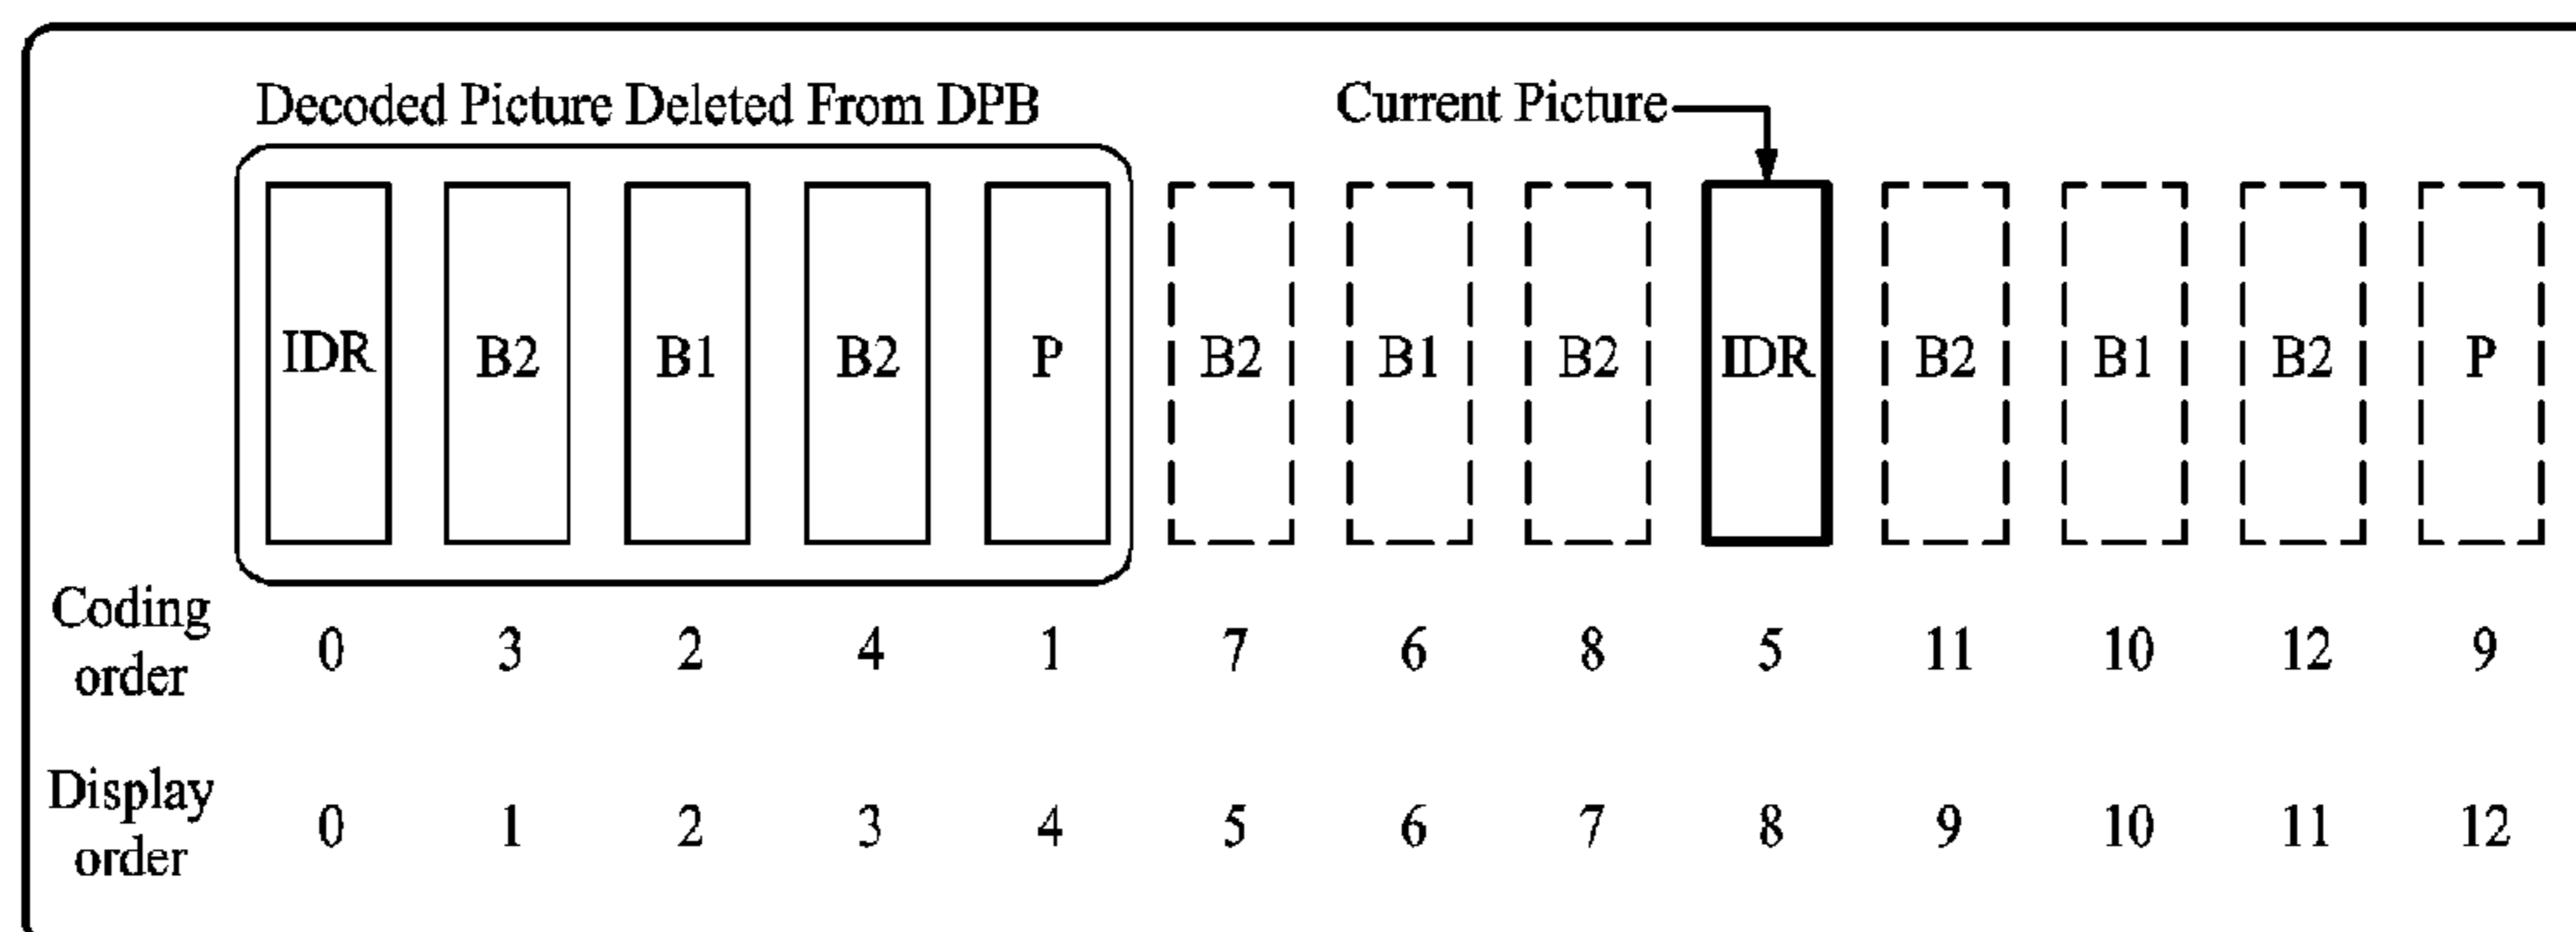 Decoded Picture Deleted From DPB
Current Picture
IDR B2 B1 B2 P B2 B1 B2 IDR B2 B1 B2 P
Coding order 0 3 2 4 1 7 6 8 5 11 10 12 9
Display order 0 1 2 3 4 5 6 7 8 9 10 11 12